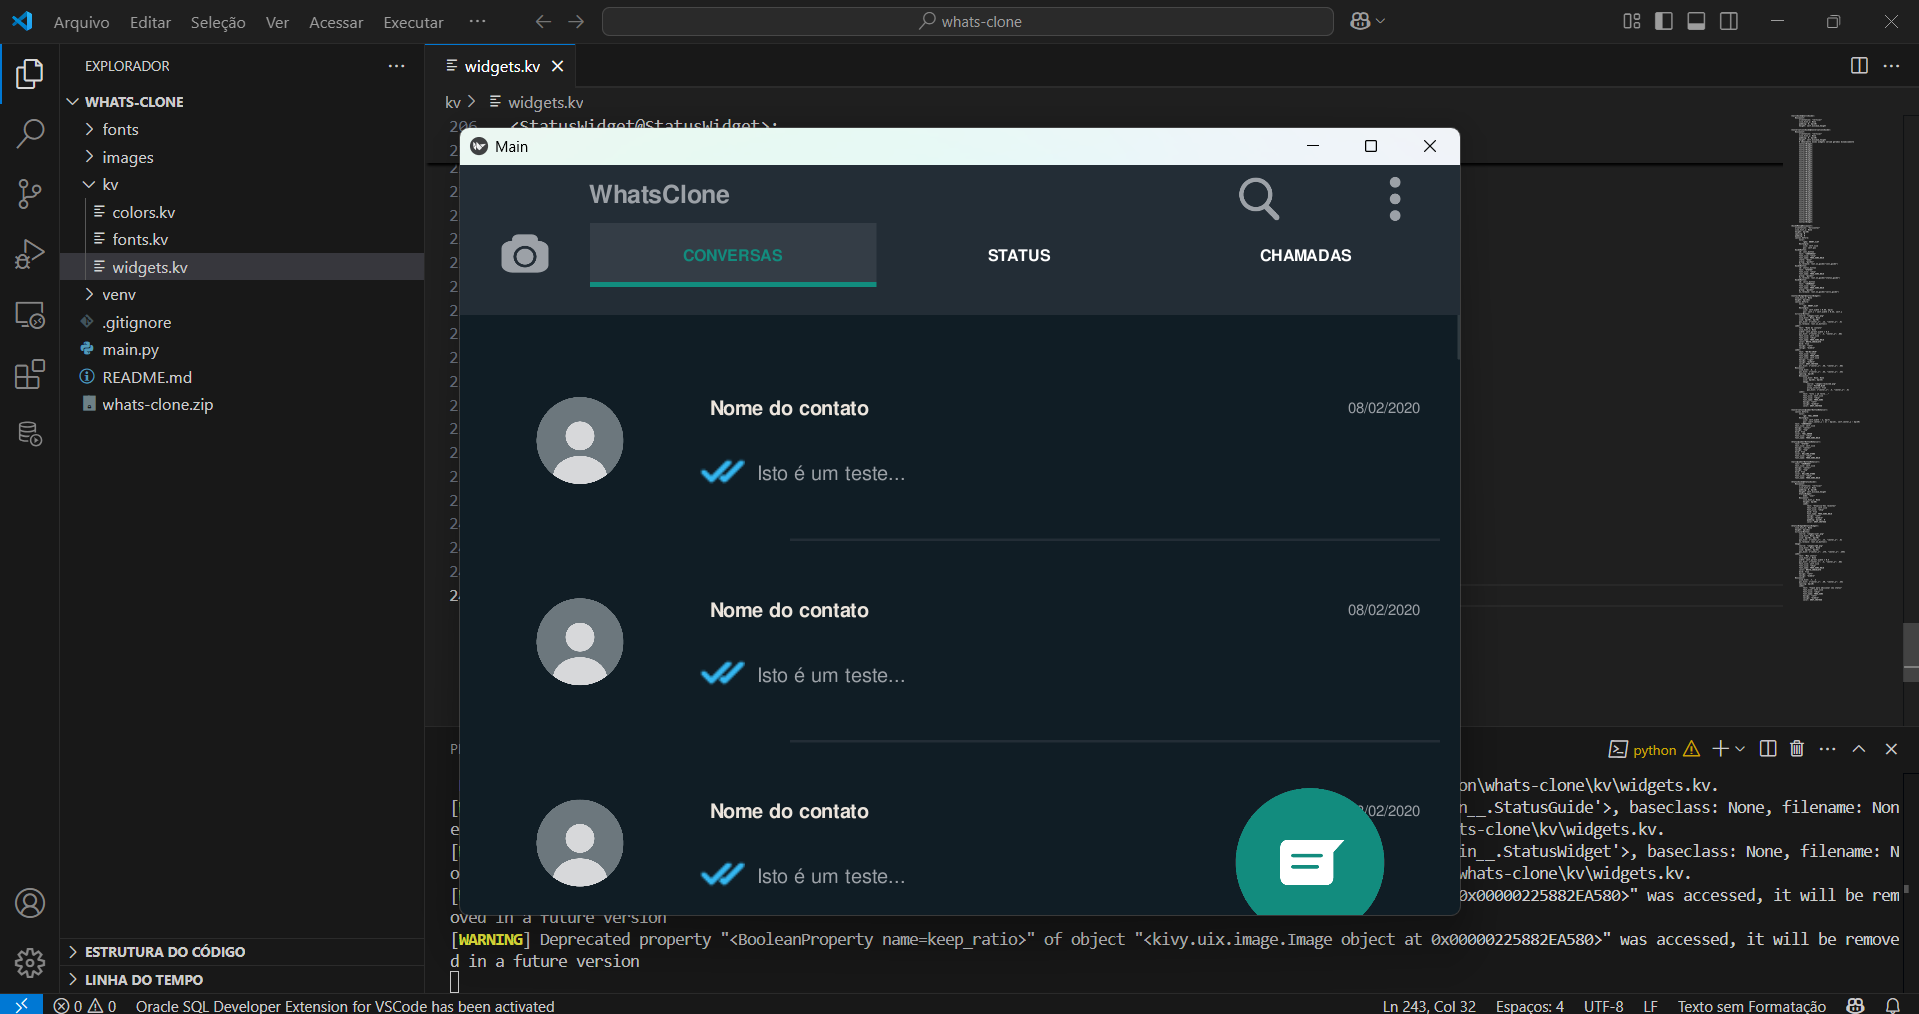 Arquivo Editar Seleção Ver Acessar Executar ··· whats-clone
EXPLORADOR
WHATS-CLONE
fonts
images
kv
colors.kv
fonts.kv
widgets.kv
venv
.gitignore
main.py
README.md
whats-clone.zip
ESTRUTURA DO CÓDIGO
LINHA DO TEMPO
widgets.kv
kv > widgets.kv
206 <StatusWidget@StatusWidget>:
Main
WhatsClone
CONVERSAS STATUS CHAMADAS
Nome do contato 08/02/2020
Isto é um teste...
Nome do contato 08/02/2020
Isto é um teste...
Nome do contato /02/2020
Isto é um teste...
python
on\whats-clone\kv\widgets.kv.
n__.StatusGuide'>, baseclass: None, filename: Non
e ts-clone\kv\widgets.kv.
in__.StatusWidget'>, baseclass: None, filename: N
o whats-clone\kv\widgets.kv.
0x00000225882EA580>" was accessed, it will be rem
oved in a future version
[WARNING] Deprecated property "<BooleanProperty name=keep_ratio>" of object "<kivy.uix.image.Image object at 0x00000225882EA580>" was accessed, it will be remove
d in a future version
0 0 Oracle SQL Developer Extension for VSCode has been activated Ln 243, Col 32 Espaços: 4 UTF-8 LF Texto sem Formatação